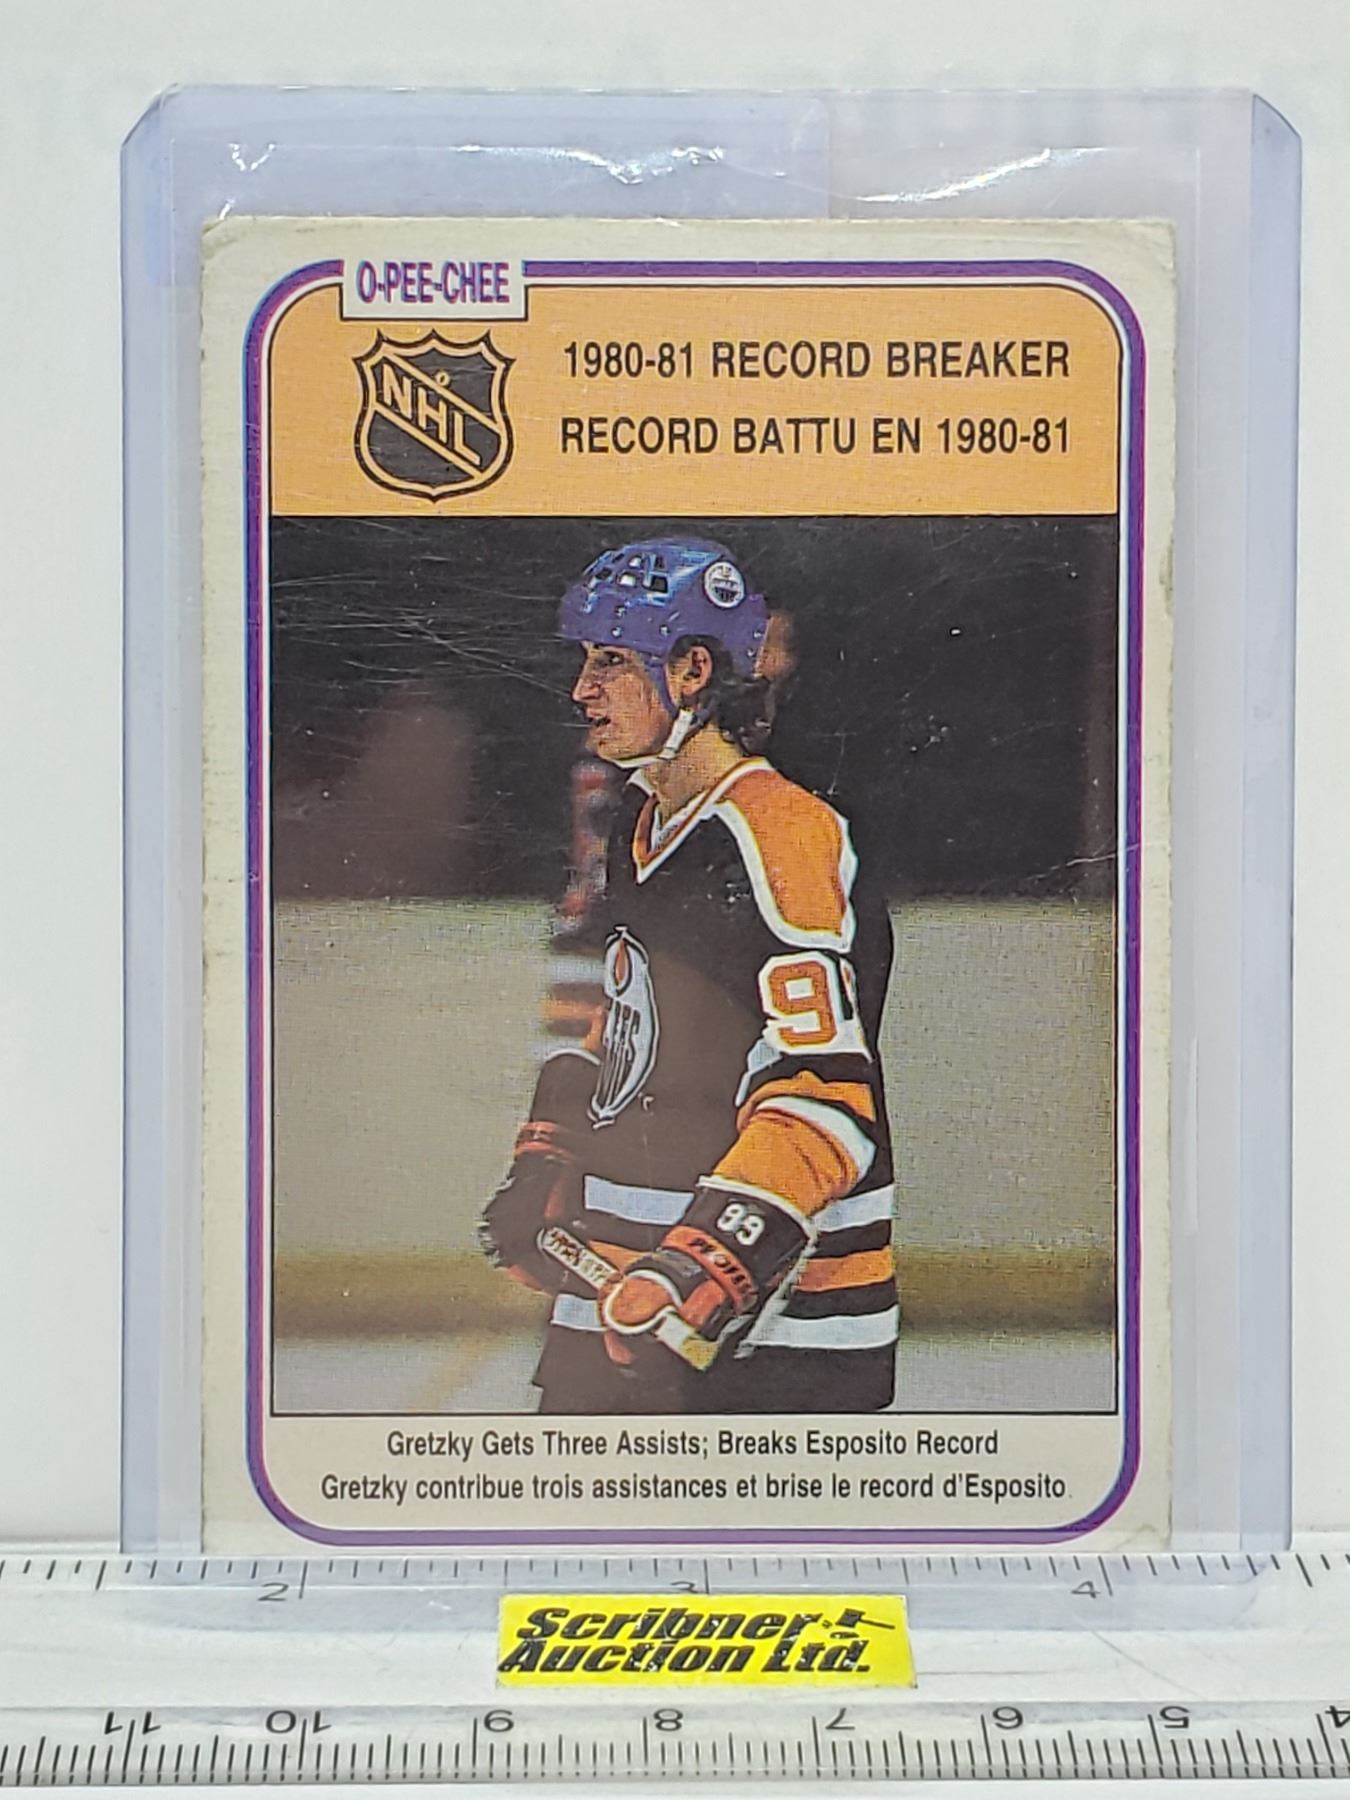 O-PEE-CHEE
NHL
1980-81 RECORD BREAKER
RECORD BATTU EN 1980-81
9
99
Gretzky Gets Three Assists; Breaks Esposito Record
Gretzky contribue trois assistances et brise le record d'Esposito.
2 3 4
Scribner
Auction Ltd.
11 10 9 8 7 6 5 4